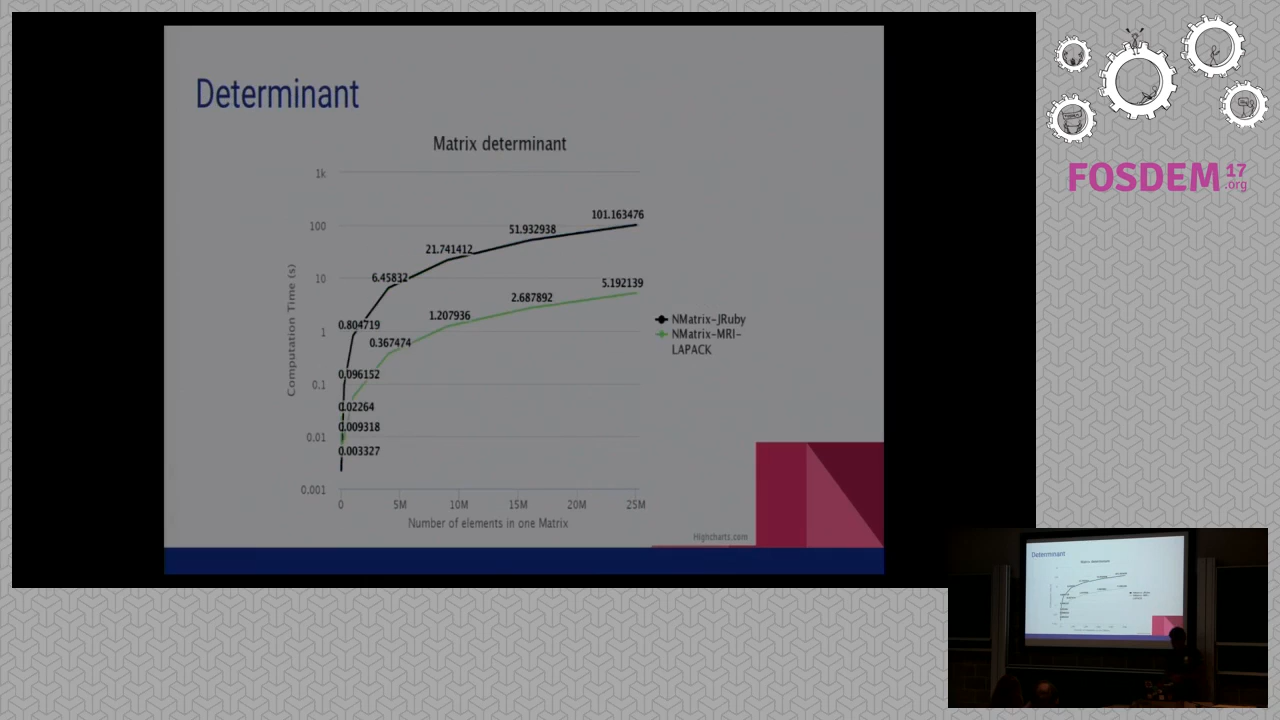 Determinant
Matrix determinant
1k
100
10
1
0.1
0.01
0.001
Computation Time (s)
101.163476
51.932938
21.741412
6.45832
5.192139
2.687892
1.207936
0.804719
0.367474
0.096152
0.02264
0.009318
0.003327
0
5M
10M
15M
20M
25M
Number of elements in one Matrix
NMatrix-JRuby
NMatrix-MRI-
LAPACK
Highcharts.com
FOSDEM 17
.org
Determinant